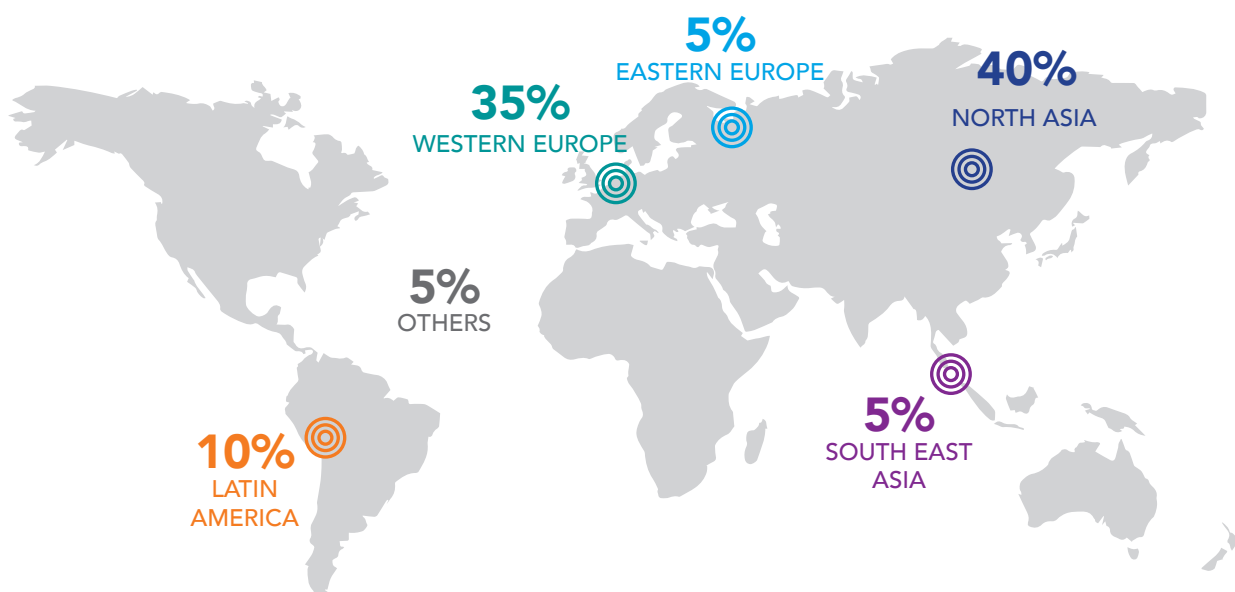 5%
EASTERN EUROPE
40%
NORTH ASIA
35%
WESTERN EUROPE
5%
OTHERS
5%
SOUTH EAST
ASIA
10%
LATIN
AMERICA